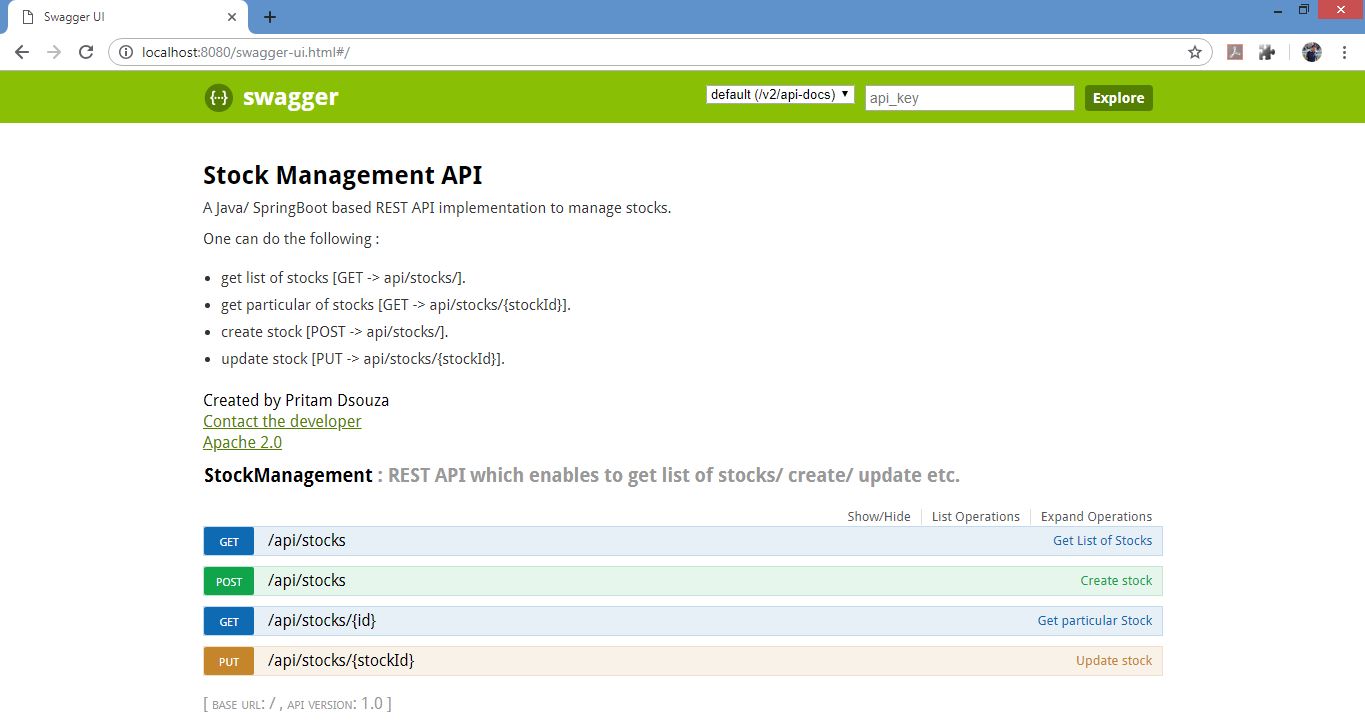 Swagger UI
localhost:8080/swagger-ui.html#/
swagger
default (/v2/api-docs)
api_key
Explore
Stock Management API
A Java/ SpringBoot based REST API implementation to manage stocks.
One can do the following :
get list of stocks [GET -> api/stocks/].
get particular of stocks [GET -> api/stocks/{stockId}].
create stock [POST -> api/stocks/].
update stock [PUT -> api/stocks/{stockId}].
Created by Pritam Dsouza
Contact the developer
Apache 2.0
StockManagement : REST API which enables to get list of stocks/ create/ update etc.
Show/Hide List Operations Expand Operations
GET /api/stocks Get List of Stocks
POST /api/stocks Create stock
GET /api/stocks/{id} Get particular Stock
PUT /api/stocks/{stockId} Update stock
[ BASE URL: / , API VERSION: 1.0 ]